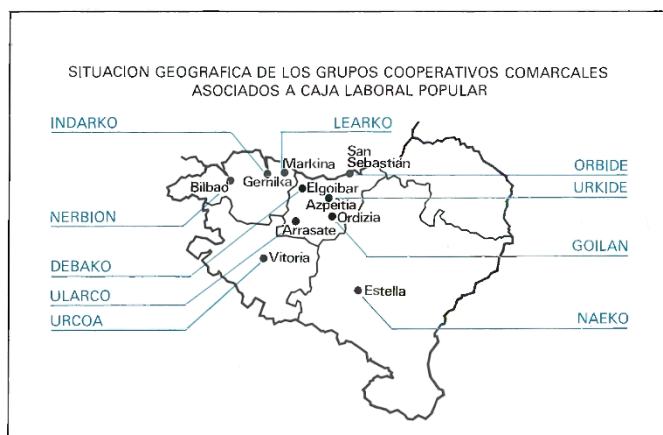 SITUACION GEOGRAFICA DE LOS GRUPOS COOPERATIVOS COMARCALES
ASOCIADOS A CAJA LABORAL POPULAR
INDARKO
LEARKO
Markina
San
Sebastián
ORBIDE
Bilbao
Gernika
Elgoibar
URKIDE
Azpeitia
NERBION
Ordizia
Arrasate
GOILAN
DEBAKO
Vitoria
ULARCO
Estella
URCOA
NAEKO